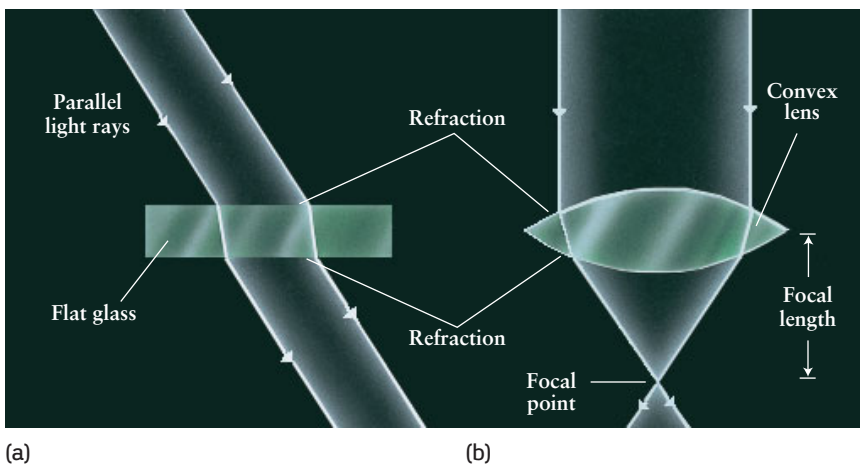 Parallel
light rays
Flat glass
Refraction
Refraction
Convex
lens
Focal
length
Focal
point
(a)
(b)